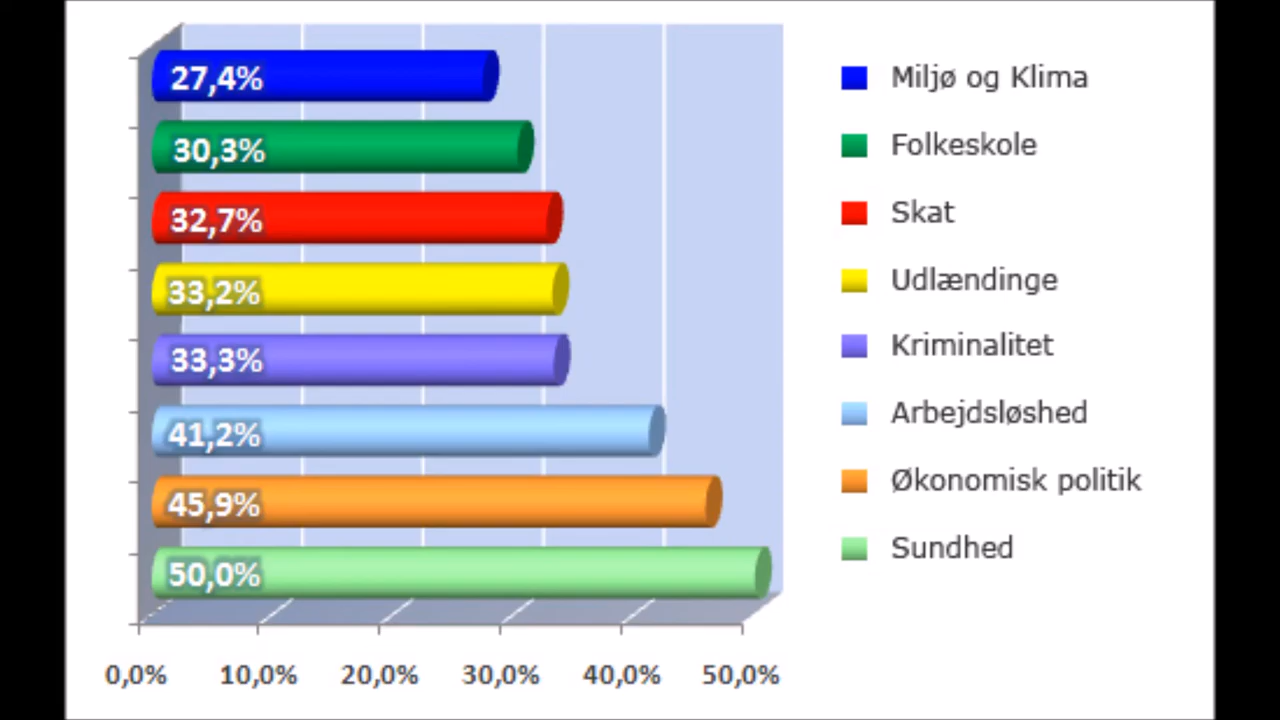 27,4%
30,3%
32,7%
33,2%
33,3%
41,2%
45,9%
50,0%
0,0% 10,0% 20,0% 30,0% 40,0% 50,0%
Miljø og Klima
Folkeskole
Skat
Udlændinge
Kriminalitet
Arbejdsløshed
Økonomisk politik
Sundhed